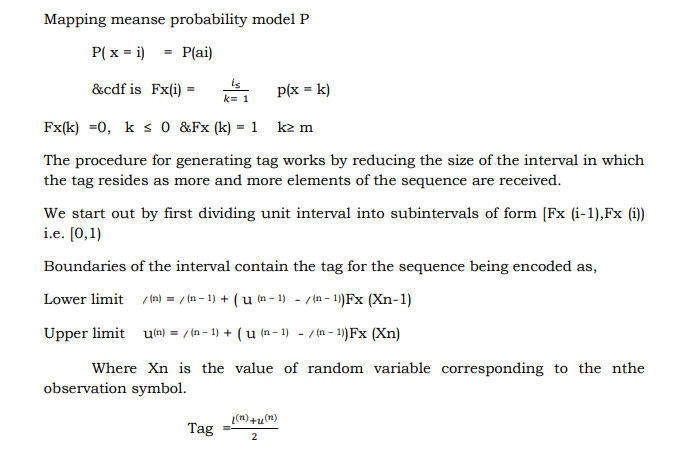 Mapping meanse probability model P
P( x = i) = P(ai)
&cdf is Fx(i) = is/k= 1 p(x = k)
Fx(k) =0, k ≤ 0 &Fx (k) = 1 k≥ m
The procedure for generating tag works by reducing the size of the interval in which
the tag resides as more and more elements of the sequence are received.
We start out by first dividing unit interval into subintervals of form [Fx (i-1),Fx (i))
i.e. [0,1)
Boundaries of the interval contain the tag for the sequence being encoded as,
Lower limit l(n) = l(n – 1) + ( u (n – 1) - l(n – 1))Fx (Xn-1)
Upper limit u(n) = l(n – 1) + ( u (n – 1) - l(n – 1))Fx (Xn)
Where Xn is the value of random variable corresponding to the nthe
observation symbol.
Tag = l(n)+u(n)/2